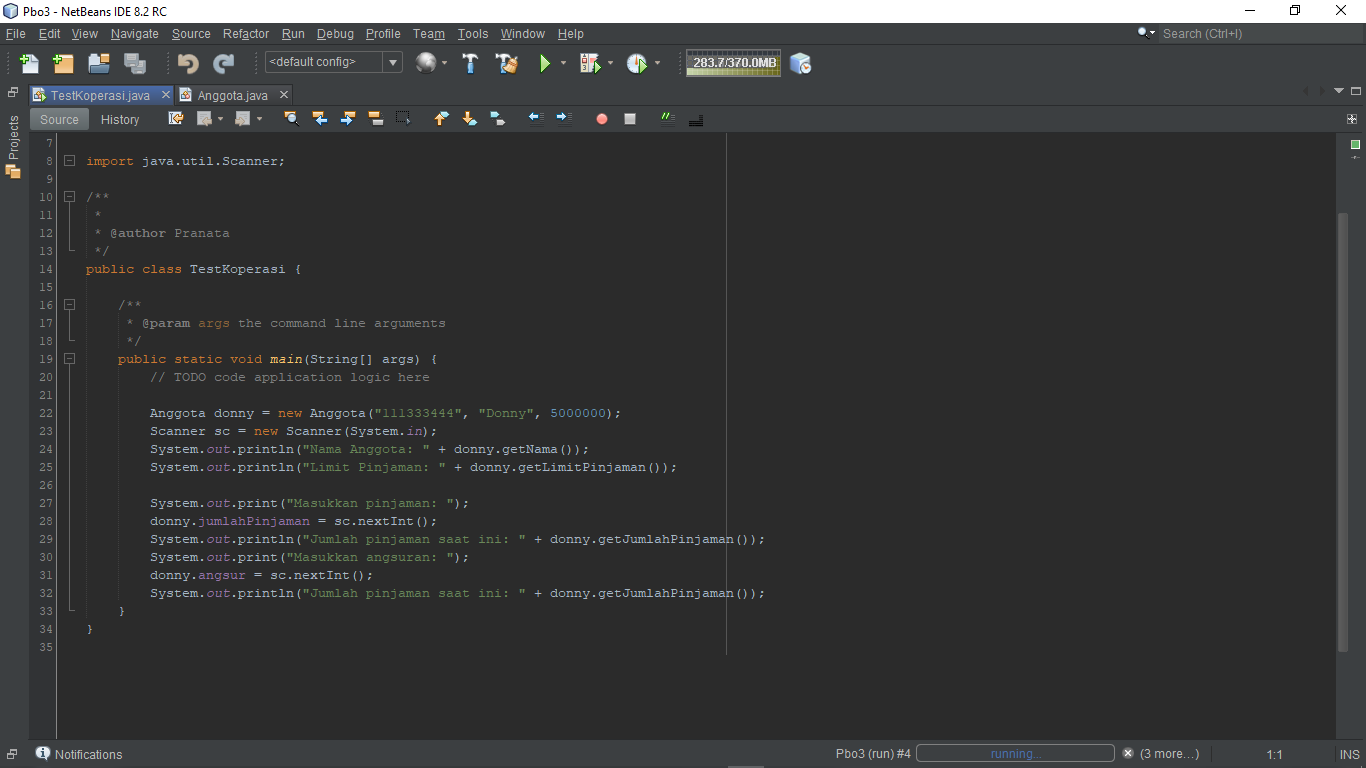 Pbo3 - NetBeans IDE 8.2 RC
File Edit View Navigate Source Refactor Run Debug Profile Team Tools Window Help
Search (Ctrl+I)
<default config>
283.7/370.0MB
TestKoperasi.java
Anggota.java
Projects
Source History
7
8 import java.util.Scanner;
9
10 /**
11 *
12 * @author Pranata
13 */
14 public class TestKoperasi {
15
16 /**
17 * @param args the command line arguments
18 */
19 public static void main(String[] args) {
20 // TODO code application logic here
21
22 Anggota donny = new Anggota("111333444", "Donny", 5000000);
23 Scanner sc = new Scanner(System.in);
24 System.out.println("Nama Anggota: " + donny.getNama());
25 System.out.println("Limit Pinjaman: " + donny.getLimitPinjaman());
26
27 System.out.print("Masukkan pinjaman: ");
28 donny.jumlahPinjaman = sc.nextInt();
29 System.out.println("Jumlah pinjaman saat ini: " + donny.getJumlahPinjaman());
30 System.out.print("Masukkan angsuran: ");
31 donny.angsur = sc.nextInt();
32 System.out.println("Jumlah pinjaman saat ini: " + donny.getJumlahPinjaman());
33 }
34 }
35
Notifications
Pbo3 (run) #4
running...
(3 more...)
1:1
INS